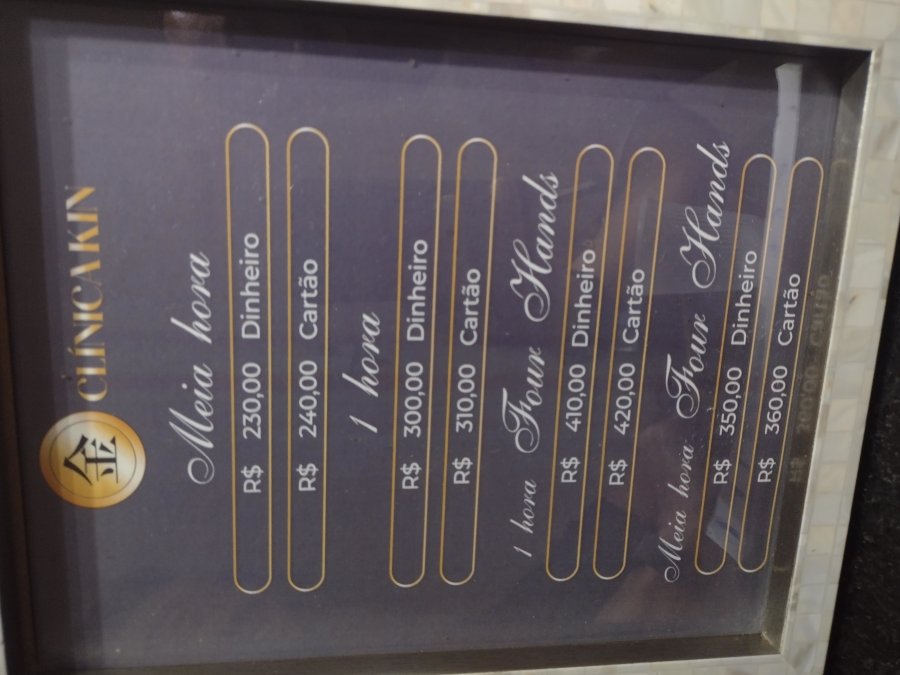 金 CLÍNICA KIN
Meia hora
R$ 230,00 Dinheiro
R$ 240,00 Cartão
1 hora
R$ 300,00 Dinheiro
R$ 310,00 Cartão
1 hora Four Hands
R$ 410,00 Dinheiro
R$ 420,00 Cartão
Meia hora Four Hands
R$ 350,00 Dinheiro
R$ 360,00 Cartão